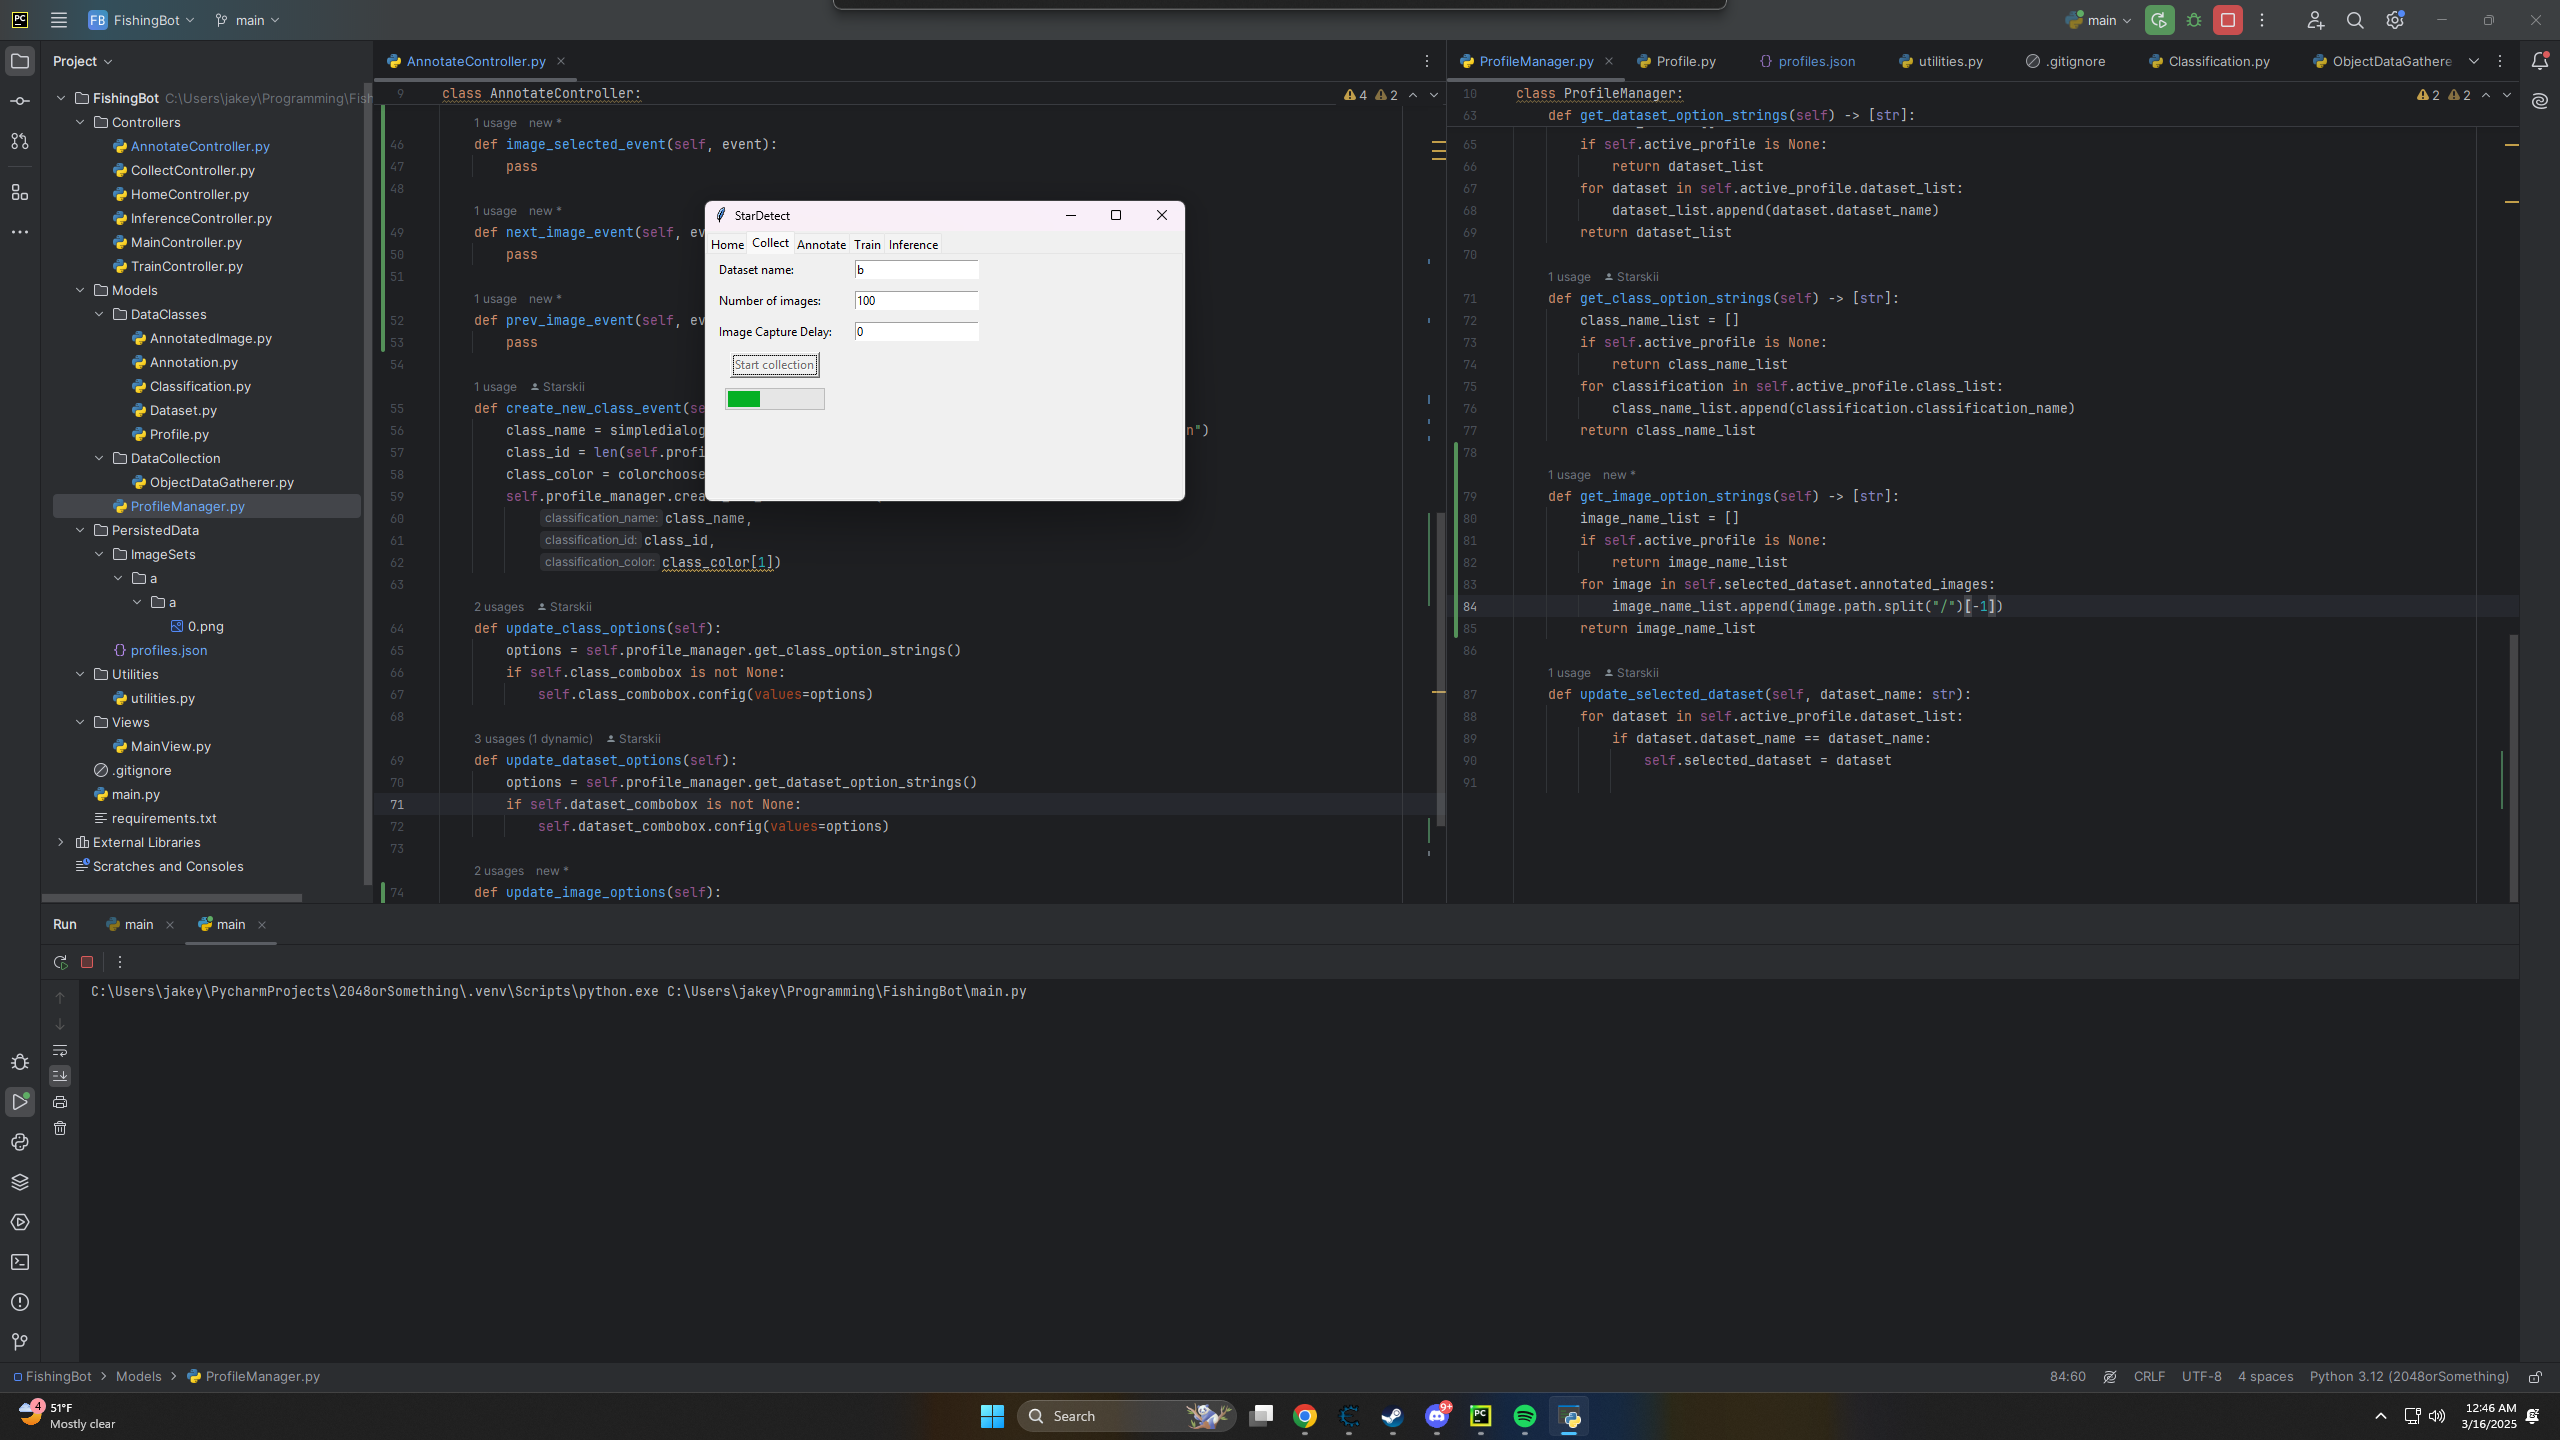 PC
FB FishingBot
main
main
Project
FishingBot C:\Users\jakey\Programming\Fish
Controllers
AnnotateController.py
CollectController.py
HomeController.py
InferenceController.py
MainController.py
TrainController.py
Models
DataClasses
AnnotatedImage.py
Annotation.py
Classification.py
Dataset.py
Profile.py
DataCollection
ObjectDataGatherer.py
ProfileManager.py
PersistedData
ImageSets
a
a
0.png
profiles.json
Utilities
utilities.py
Views
MainView.py
.gitignore
main.py
requirements.txt
External Libraries
Scratches and Consoles
AnnotateController.py
9 class AnnotateController:
4 2
1 usage new *
46 def image_selected_event(self, event):
47 pass
48
1 usage new *
49 def next_image_event(self, ev
50 pass
51
1 usage new *
52 def prev_image_event(self, ev
53 pass
54
1 usage Starskii
55 def create_new_class_event(se
56 class_name = simpledialog n")
57 class_id = len(self.profi
58 class_color = colorchoose
59 self.profile_manager.crea
60 classification_name: class_name,
61 classification_id: class_id,
62 classification_color: class_color[1])
63
2 usages Starskii
64 def update_class_options(self):
65 options = self.profile_manager.get_class_option_strings()
66 if self.class_combobox is not None:
67 self.class_combobox.config(values=options)
68
3 usages (1 dynamic) Starskii
69 def update_dataset_options(self):
70 options = self.profile_manager.get_dataset_option_strings()
71 if self.dataset_combobox is not None:
72 self.dataset_combobox.config(values=options)
73
2 usages new *
74 def update_image_options(self):
StarDetect
Home Collect Annotate Train Inference
Dataset name: b
Number of images: 100
Image Capture Delay: 0
Start collection
ProfileManager.py Profile.py profiles.json utilities.py .gitignore Classification.py ObjectDataGathere
10 class ProfileManager:
2 2
63 def get_dataset_option_strings(self) -> [str]:
65 if self.active_profile is None:
66 return dataset_list
67 for dataset in self.active_profile.dataset_list:
68 dataset_list.append(dataset.dataset_name)
69 return dataset_list
70
1 usage Starskii
71 def get_class_option_strings(self) -> [str]:
72 class_name_list = []
73 if self.active_profile is None:
74 return class_name_list
75 for classification in self.active_profile.class_list:
76 class_name_list.append(classification.classification_name)
77 return class_name_list
78
1 usage new *
79 def get_image_option_strings(self) -> [str]:
80 image_name_list = []
81 if self.active_profile is None:
82 return image_name_list
83 for image in self.selected_dataset.annotated_images:
84 image_name_list.append(image.path.split("/")[-1])
85 return image_name_list
86
1 usage Starskii
87 def update_selected_dataset(self, dataset_name: str):
88 for dataset in self.active_profile.dataset_list:
89 if dataset.dataset_name == dataset_name:
90 self.selected_dataset = dataset
91
Run main main
C:\Users\jakey\PycharmProjects\2048orSomething\.venv\Scripts\python.exe C:\Users\jakey\Programming\FishingBot\main.py
FishingBot > Models > ProfileManager.py
84:60 CRLF UTF-8 4 spaces Python 3.12 (2048orSomething)
4
51°F
Mostly clear
Search
9+
PC
12:46 AM
3/16/2025